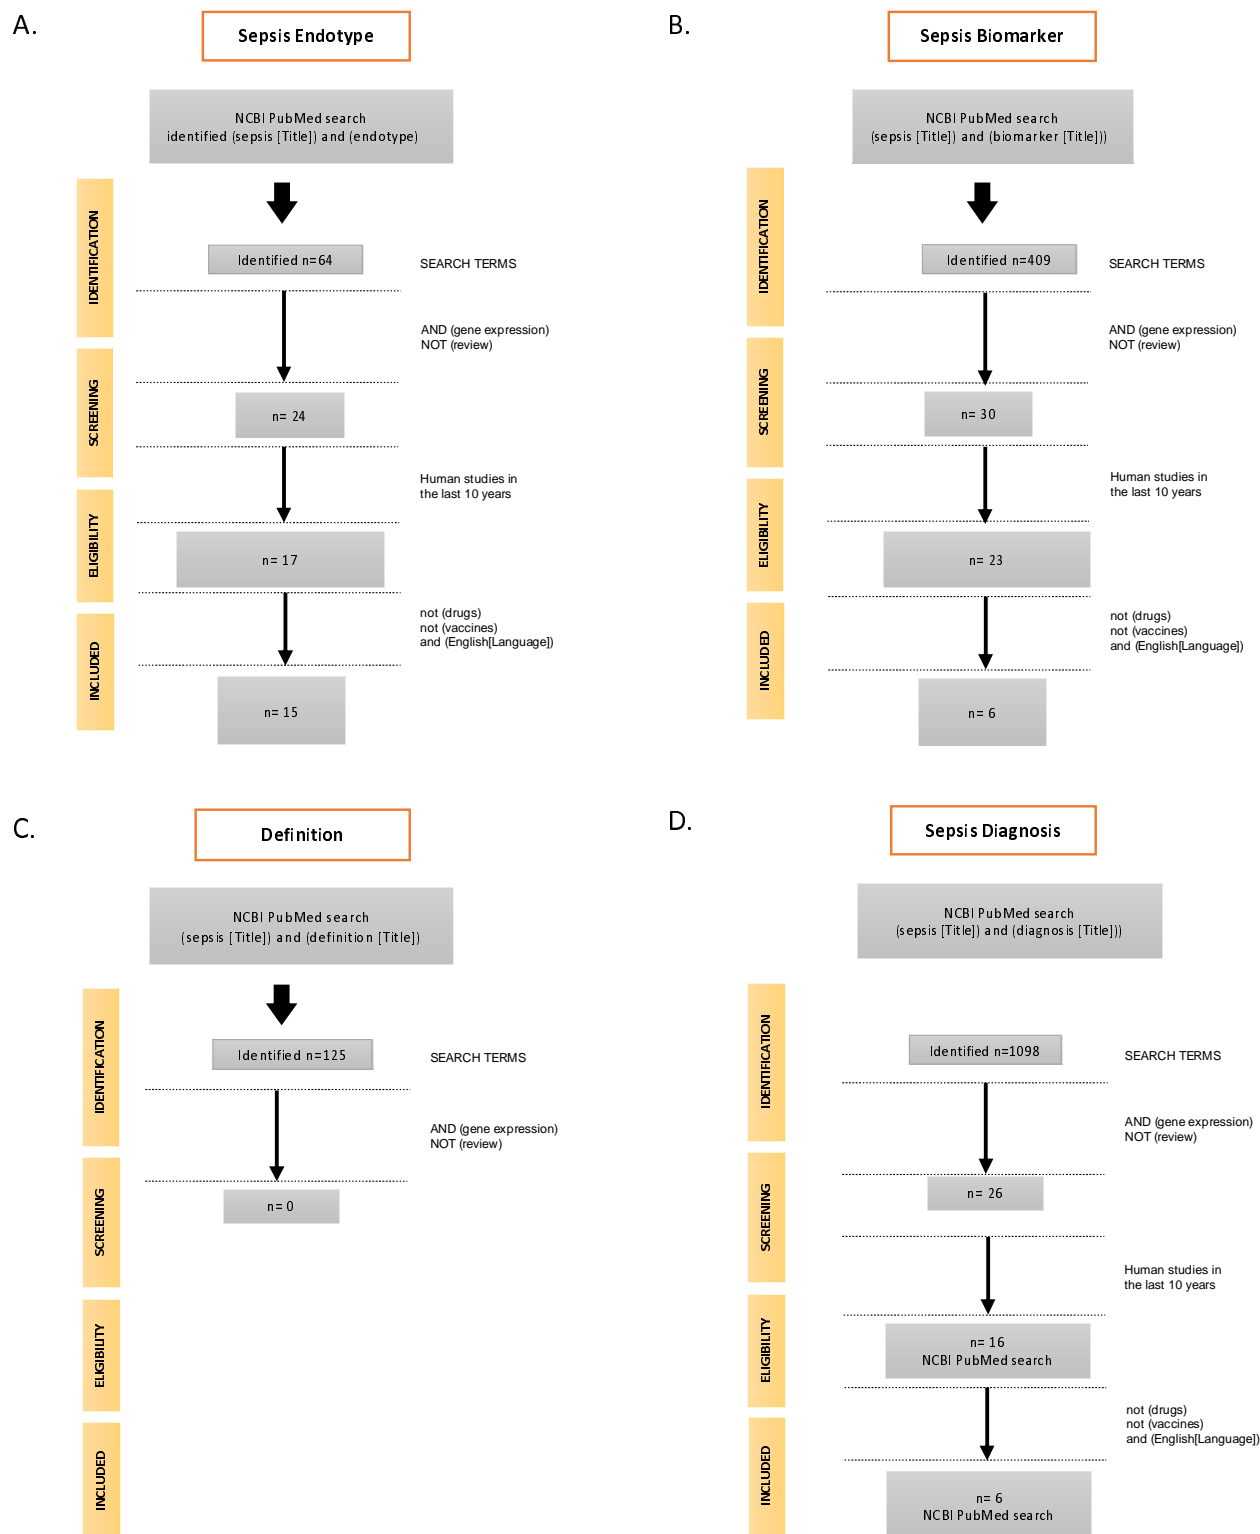 A.
Sepsis Endotype
NCBI PubMed search
identified (sepsis [Title]) and (endotype)
IDENTIFICATION
Identified n=64
SEARCH TERMS
AND (gene expression)
NOT (review)
SCREENING
n= 24
Human studies in
the last 10 years
ELIGIBILITY
n= 17
not (drugs)
not (vaccines)
and (English[Language])
INCLUDED
n= 15
B.
Sepsis Biomarker
NCBI PubMed search
(sepsis [Title]) and (biomarker [Title]))
IDENTIFICATION
Identified n=409
SEARCH TERMS
AND (gene expression)
NOT (review)
SCREENING
n= 30
Human studies in
the last 10 years
ELIGIBILITY
n= 23
not (drugs)
not (vaccines)
and (English[Language])
INCLUDED
n= 6
C.
Definition
NCBI PubMed search
(sepsis [Title]) and (definition [Title])
IDENTIFICATION
Identified n=125
SEARCH TERMS
AND (gene expression)
NOT (review)
SCREENING
n= 0
ELIGIBILITY
INCLUDED
D.
Sepsis Diagnosis
NCBI PubMed search
(sepsis [Title]) and (diagnosis [Title]))
IDENTIFICATION
Identified n=1098
SEARCH TERMS
AND (gene expression)
NOT (review)
SCREENING
n= 26
Human studies in
the last 10 years
ELIGIBILITY
n= 16
NCBI PubMed search
not (drugs)
not (vaccines)
and (English[Language])
INCLUDED
n= 6
NCBI PubMed search